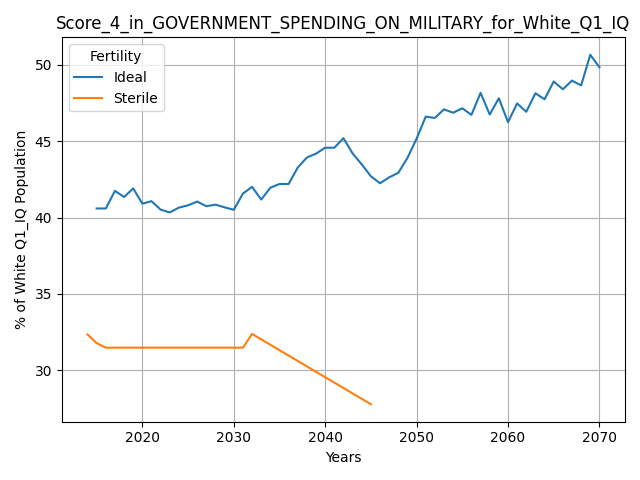 Score_4_in_GOVERNMENT_SPENDING_ON_MILITARY_for_White_Q1_IQ
Fertility
Ideal
Sterile
% of White Q1_IQ Population
50
45
40
35
30
2020 2030 2040 2050 2060 2070
Years